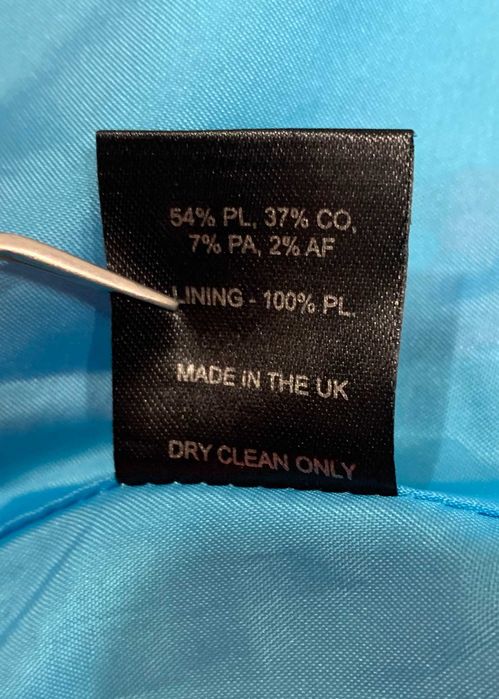 54% PL, 37% CO,
7% PA, 2% AF
LINING - 100% PL.
MADE IN THE UK
DRY CLEAN ONLY